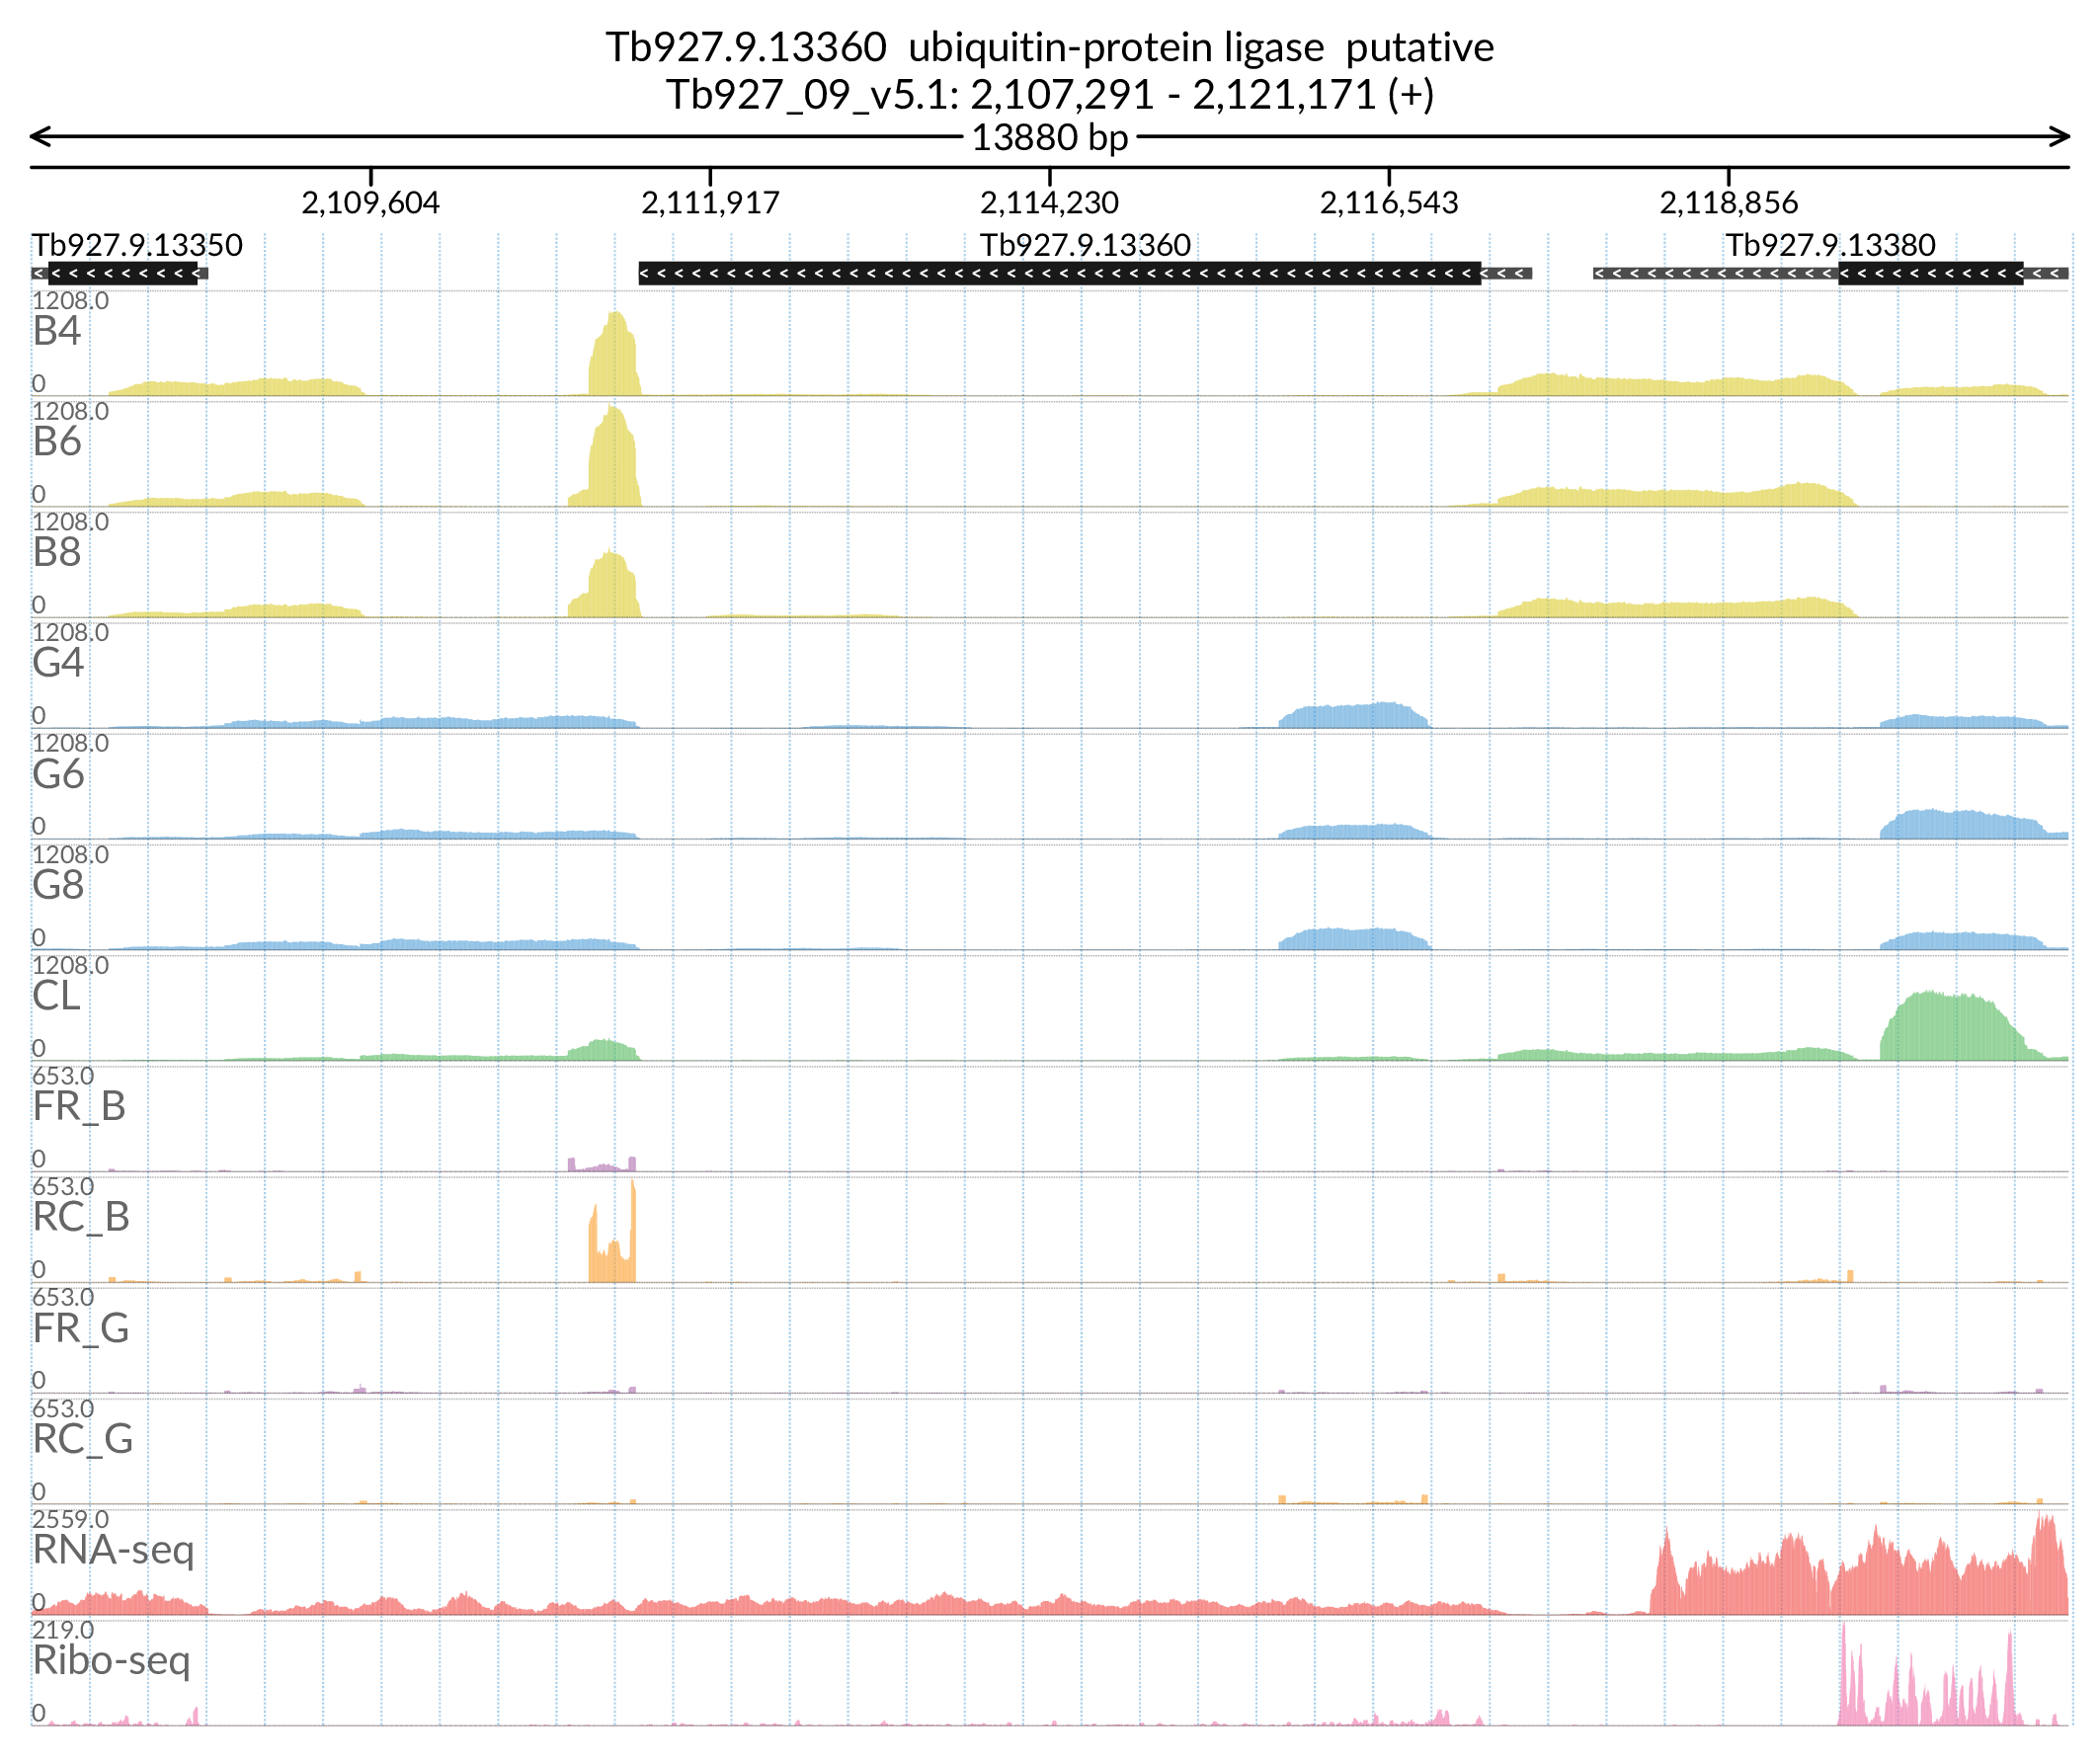 Tb927.9.13360  ubiquitin-protein ligase  putative
Tb927_09_v5.1: 2,107,291 - 2,121,171 (+)
13880 bp
2,109,604 2,111,917 2,114,230 2,116,543 2,118,856
Tb927.9.13350 Tb927.9.13360 Tb927.9.13380
1208.0
B4
0
1208.0
B6
0
1208.0
B8
0
1208.0
G4
0
1208.0
G6
0
1208.0
G8
0
1208.0
CL
0
653.0
FR_B
0
653.0
RC_B
0
653.0
FR_G
0
653.0
RC_G
0
2559.0
RNA-seq
0
219.0
Ribo-seq
0